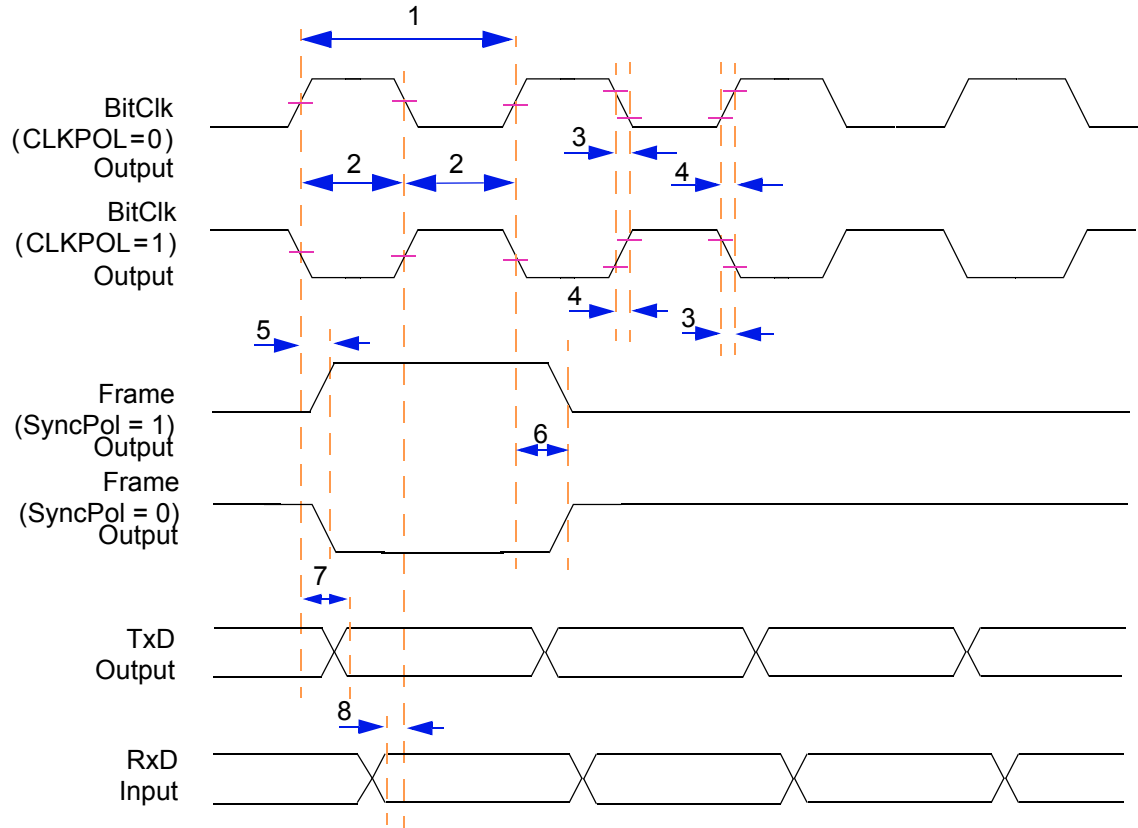 1
BitClk
(CLKPOL=0)
Output
3
2
2
4
BitClk
(CLKPOL=1)
Output
4
3
5
Frame
(SyncPol = 1)
Output
6
Frame
(SyncPol = 0)
Output
7
TxD
Output
8
RxD
Input